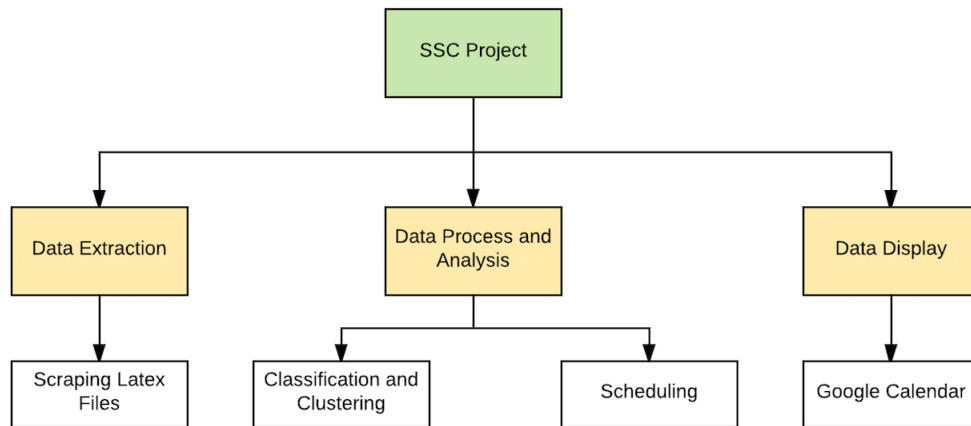 SSC Project
Data Extraction
Data Process and
Analysis
Data Display
Scraping Latex
Files
Classification and
Clustering
Scheduling
Google Calendar